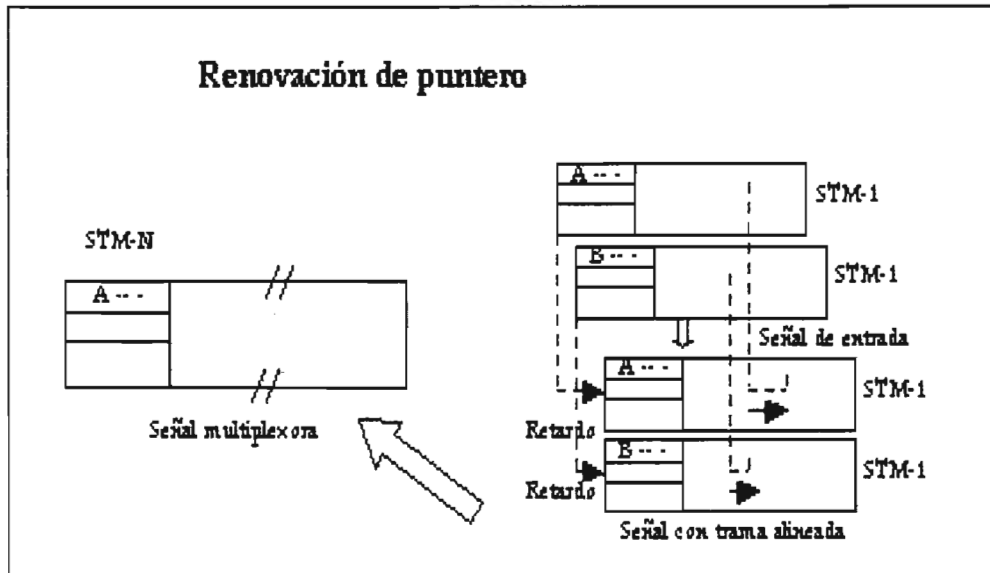 Renovación de puntero
A -- -
STM-1
B -- -
STM-1
Señal de entrada
STM-N
A -- -
Señal multiplexora
A -- -
STM-1
Retardo
B -- -
STM-1
Retardo
Señal con trama alineada